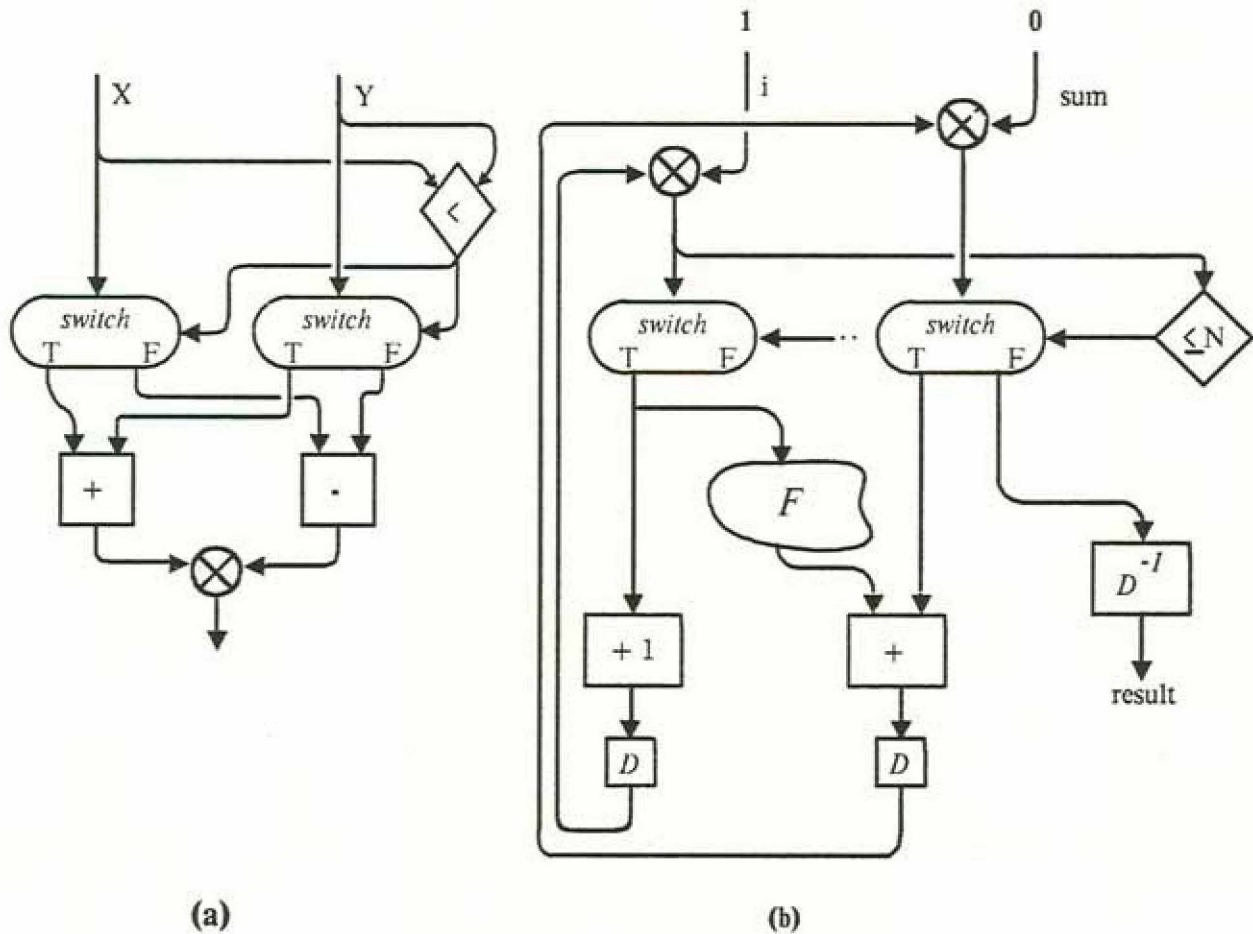 X
Y
<
switch
T F
switch
T F
+
-
(a)
1
0
i
sum
switch
T F
switch
T F
≤N
F
D⁻¹
+ 1
+
result
D
D
(b)